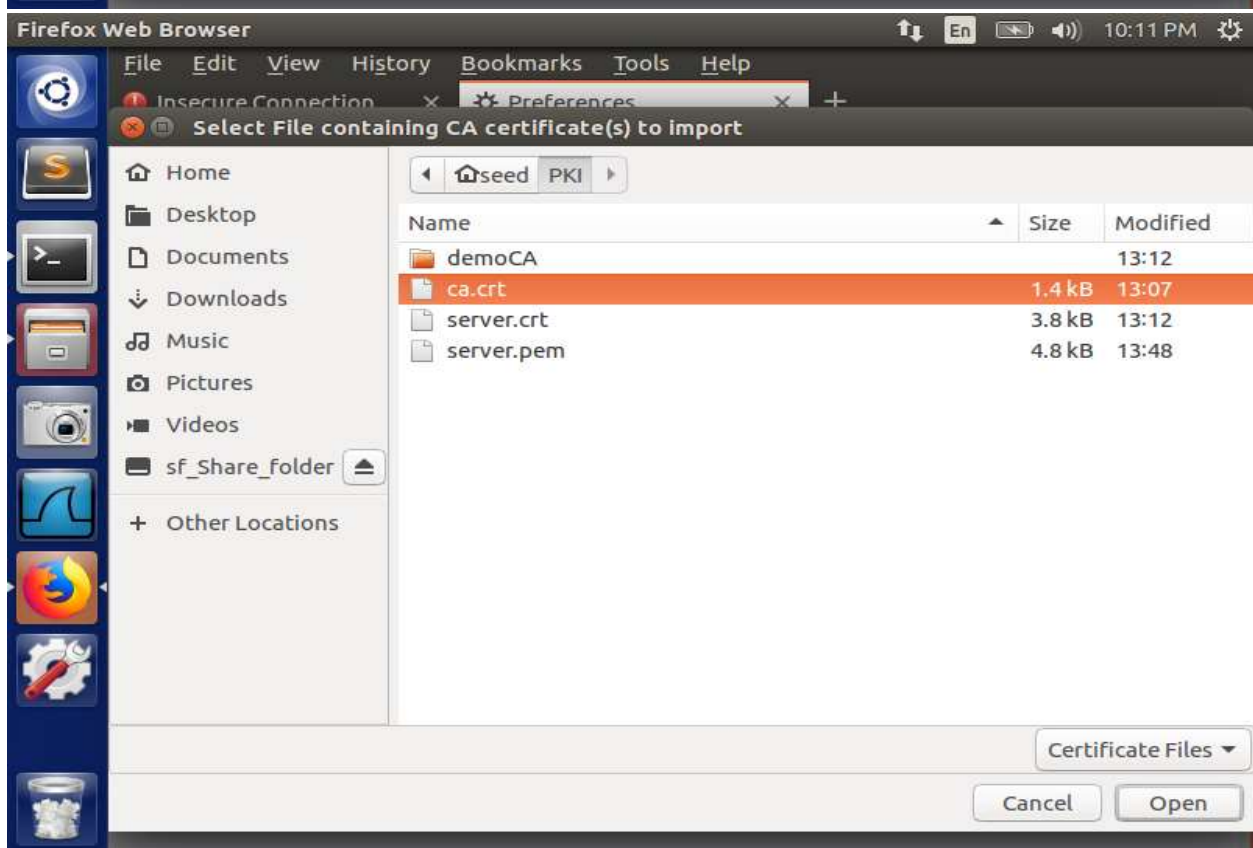 Firefox Web Browser En 10:11 PM
File Edit View History Bookmarks Tools Help
Insecure Connection × Preferences × +
Select File containing CA certificate(s) to import
Home
Desktop
Documents
Downloads
Music
Pictures
Videos
sf_Share_folder
+ Other Locations
seed PKI
Name Size Modified
demoCA 13:12
ca.crt 1.4 kB 13:07
server.crt 3.8 kB 13:12
server.pem 4.8 kB 13:48
Certificate Files
Cancel Open